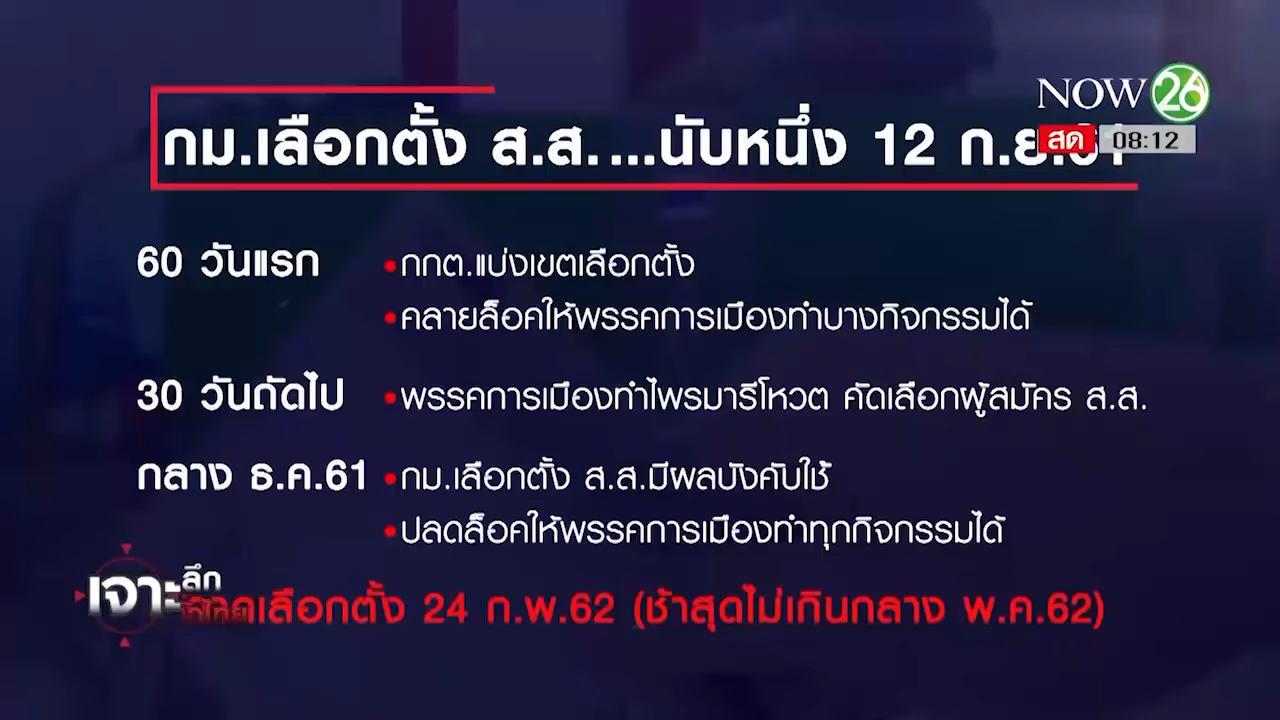 NOW 26
กม.เลือกตั้ง ส.ส....นับหนึ่ง 12 ก.ย.61
สด 08:12
60 วันแรก •กกต.แบ่งเขตเลือกตั้ง
•คลายล็อคให้พรรคการเมืองทำบางกิจกรรมได้
30 วันถัดไป •พรรคการเมืองทำไพรมารีโหวต คัดเลือกผู้สมัคร ส.ส.
กลาง ธ.ค.61 •กม.เลือกตั้ง ส.ส.มีผลบังคับใช้
•ปลดล็อคให้พรรคการเมืองทำทุกกิจกรรมได้
เจาะลึก
เลือกตั้ง 24 ก.พ.62 (ช้าสุดไม่เกินกลาง พ.ค.62)